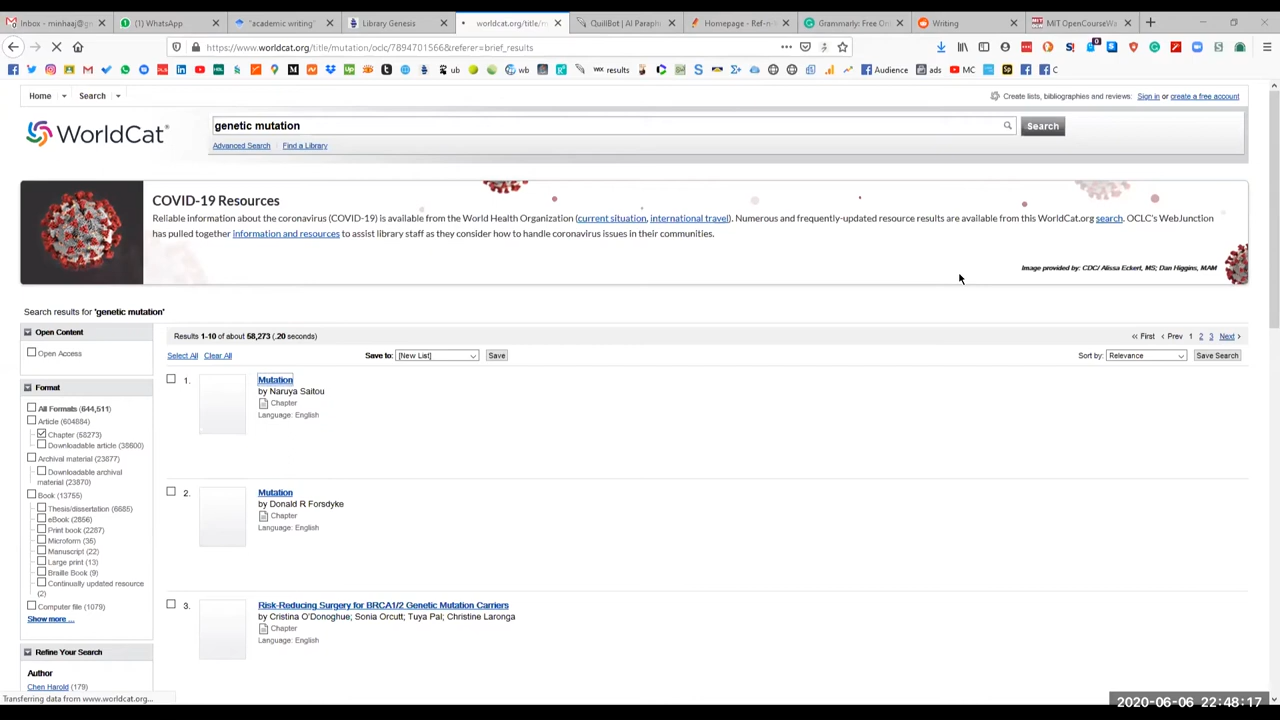 Inbox - minhaaj@g
(1) WhatsApp
"academic writing"
Library Genesis
worldcat.org/title/m
QuillBot | AI Paraph
Homepage - Ref-n-W
Grammarly: Free Onl
Writing
MIT OpenCourseWa
https://www.worldcat.org/title/mutation/oclc/7894701566&referer=brief_results
ub
wb
WIX results
Audience
ads
MC
C
Home
Search
Create lists, bibliographies and reviews: Sign in or create a free account
WorldCat
genetic mutation
Search
Advanced Search
Find a Library
COVID-19 Resources
Reliable information about the coronavirus (COVID-19) is available from the World Health Organization (current situation, international travel). Numerous and frequently-updated resource results are available from this WorldCat.org search. OCLC's WebJunction
has pulled together information and resources to assist library staff as they consider how to handle coronavirus issues in their communities.
Image provided by: CDC/ Alissa Eckert, MS; Dan Higgins, MAM
Search results for 'genetic mutation'
Open Content
Open Access
Format
All Formats (644,511)
Article (604884)
Chapter (58273)
Downloadable article (38600)
Archival material (23877)
Downloadable archival
material (23870)
Book (13755)
Thesis/dissertation (6685)
eBook (2856)
Print book (2267)
Microform (35)
Manuscript (22)
Large print (13)
Braille Book (9)
Continually updated resource
(2)
Computer file (1079)
Show more ...
Refine Your Search
Author
Chen Harold (179)
Results 1-10 of about 58,273 (.20 seconds)
First Prev 1 2 3 Next
Select All Clear All
Save to: [New List] Save
Sort by: Relevance Save Search
1.
Mutation
by Naruya Saitou
Chapter
Language: English
2.
Mutation
by Donald R Forsdyke
Chapter
Language: English
3.
Risk-Reducing Surgery for BRCA1/2 Genetic Mutation Carriers
by Cristina O'Donoghue; Sonia Orcutt; Tuya Pal; Christine Laronga
Chapter
Language: English
Transferring data from www.worldcat.org...
2020-06-06 22:48:17